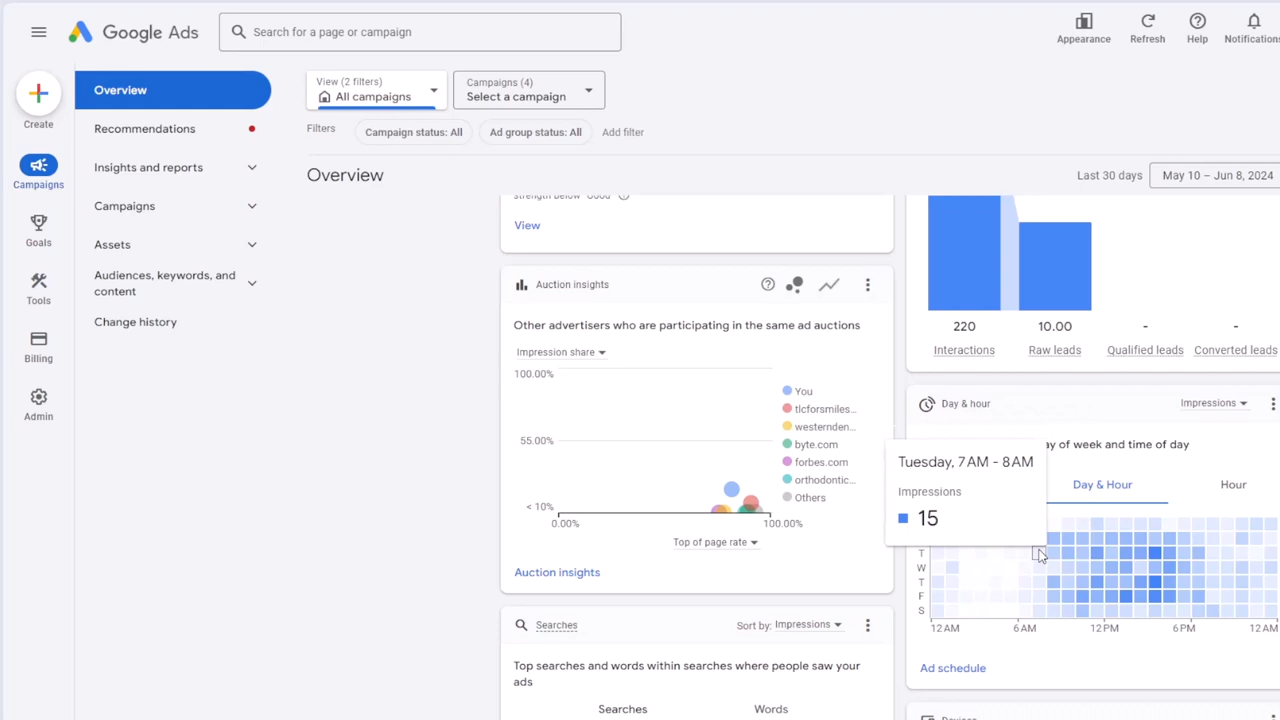 Google Ads
Search for a page or campaign
Appearance
Refresh
Help
Notifications
Create
Campaigns
Goals
Tools
Billing
Admin
Overview
Recommendations
Insights and reports
Campaigns
Assets
Audiences, keywords, and
content
Change history
View (2 filters)
All campaigns
Campaigns (4)
Select a campaign
Filters
Campaign status: All
Ad group status: All
Add filter
Overview
Last 30 days
May 10 – Jun 8, 2024
strength below "Good"
View
Auction insights
Other advertisers who are participating in the same ad auctions
Impression share
100.00%
55.00%
< 10%
0.00%
100.00%
Top of page rate
You
tlcforsmiles...
westernden...
byte.com
forbes.com
orthodontic...
Others
Auction insights
Searches
Sort by: Impressions
Top searches and words within searches where people saw your
ads
Searches
Words
220
10.00
-
-
Interactions
Raw leads
Qualified leads
Converted leads
Day & hour
Impressions
ay of week and time of day
Day & Hour
Hour
Tuesday, 7 AM - 8 AM
Impressions
15
T
W
T
F
S
12 AM
6 AM
12 PM
6 PM
12 AM
Ad schedule